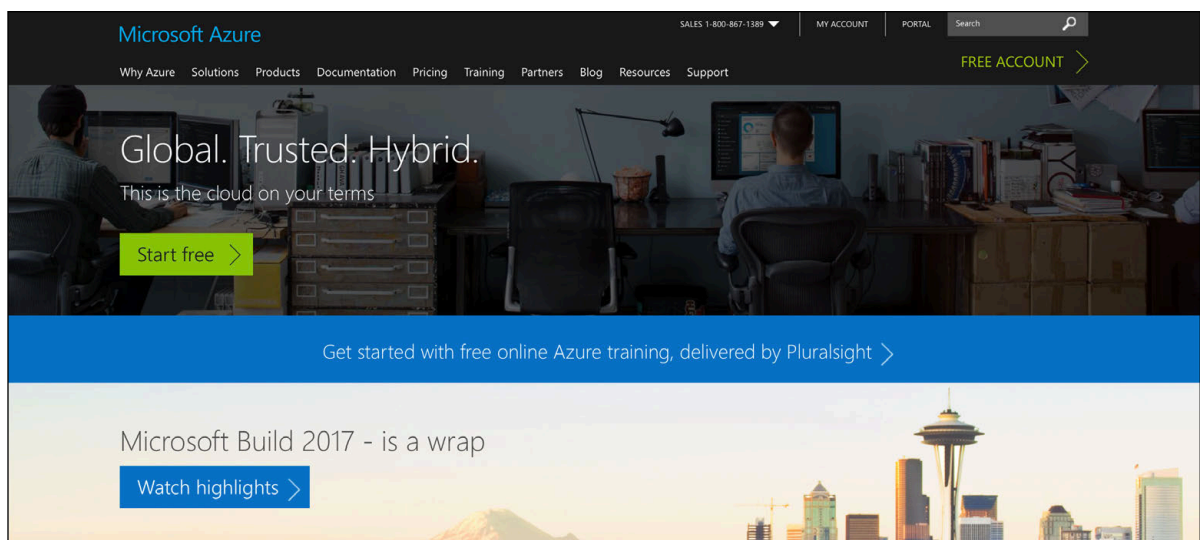 Microsoft Azure
SALES 1-800-867-1389
MY ACCOUNT
PORTAL
Search
FREE ACCOUNT
Why Azure Solutions Products Documentation Pricing Training Partners Blog Resources Support
Global. Trusted. Hybrid.
This is the cloud on your terms
Start free
Get started with free online Azure training, delivered by Pluralsight
Microsoft Build 2017 - is a wrap
Watch highlights